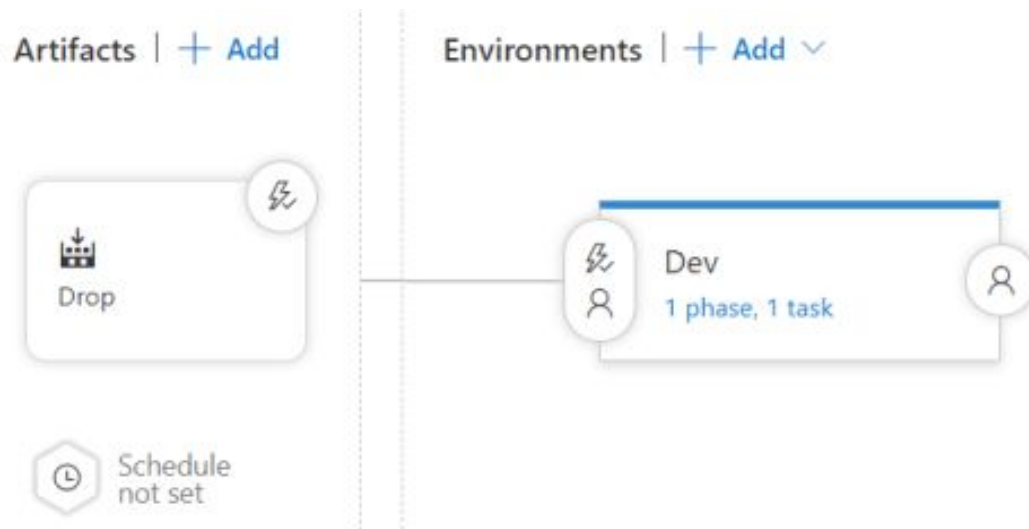 Artifacts | + Add
Environments | + Add
Drop
Dev
1 phase, 1 task
Schedule
not set